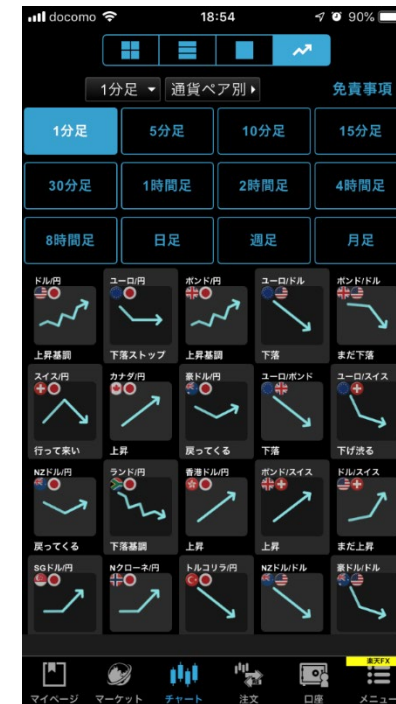 docomo 18:54 90%
1分足 通貨ペア別 免責事項
1分足 5分足 10分足 15分足
30分足 1時間足 2時間足 4時間足
8時間足 日足 週足 月足
ドル/円 ユーロ/円 ポンド/円 ユーロ/ドル ポンド/ドル
上昇基調 下落ストップ 上昇基調 下落 まだ下落
スイス/円 カナダ/円 豪ドル/円 ユーロ/ポンド ユーロ/スイス
行って来い 上昇 戻ってくる 下落 下げ渋る
NZドル/円 ランド/円 香港ドル/円 ポンド/スイス ドル/スイス
戻ってくる 下落基調 上昇 上昇 まだ上昇
SGドル/円 Nクローネ/円 トルコリラ/円 NZドル/ドル 豪ドル/ドル
楽天FX
マイページ マーケット チャート 注文 口座 メニュー